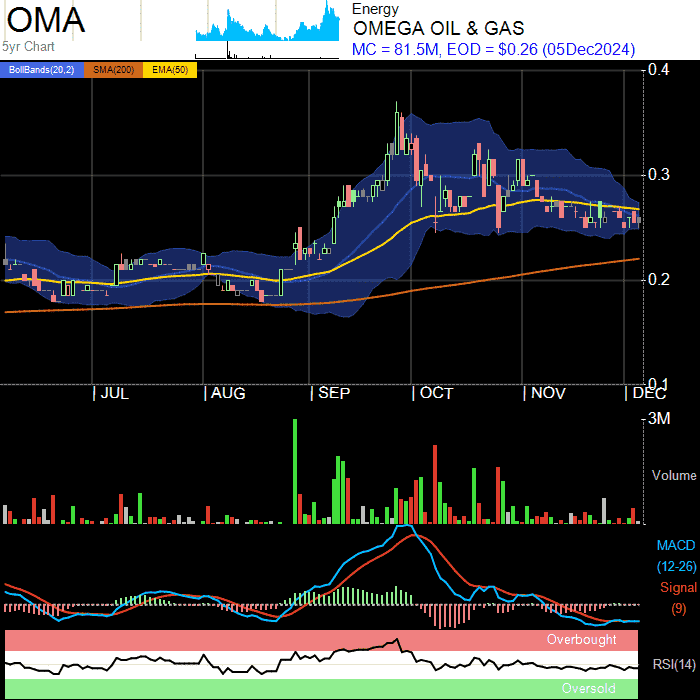 OMA
5yr Chart
Energy
OMEGA OIL & GAS
MC = 81.5M, EOD = $0.26 (05Dec2024)
BollBands(20,2) SMA(200) EMA(50)
0.4
0.3
0.2
0.1
| JUL | AUG | SEP | OCT | NOV | DEC
3M
Volume
MACD
(12-26)
Signal
(9)
Overbought
RSI(14)
Oversold